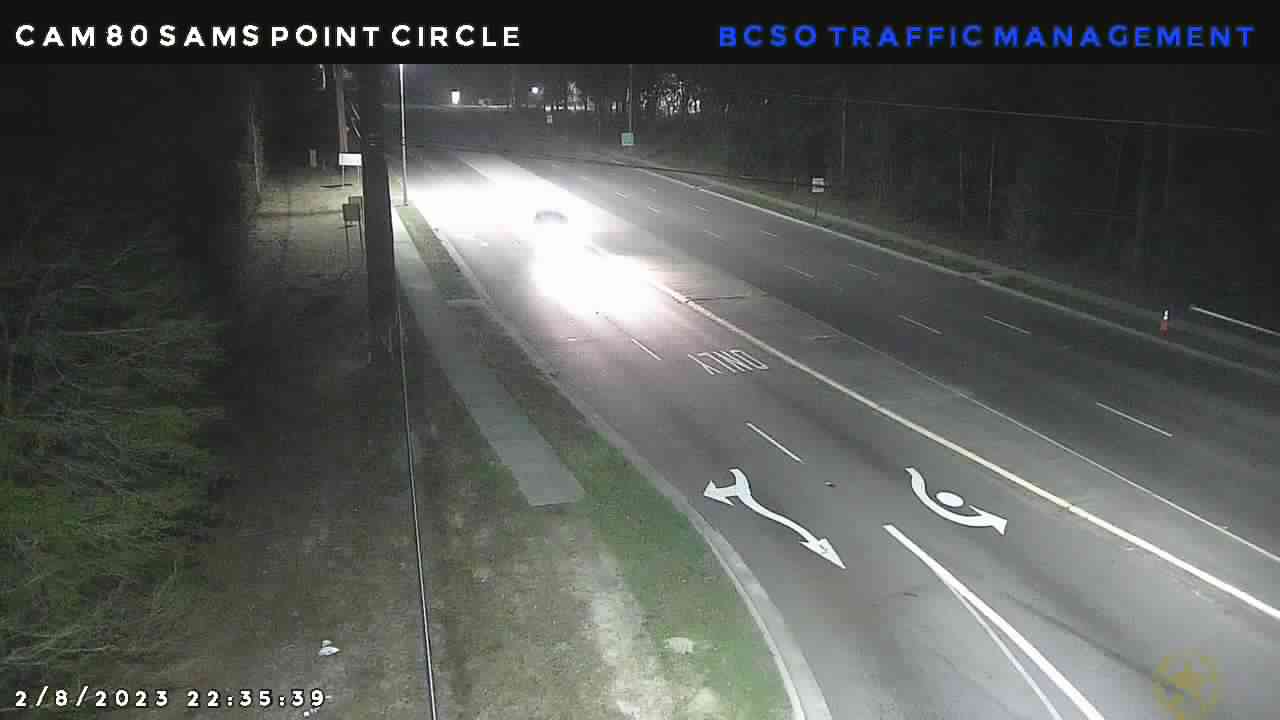 CAM 80 SAMS POINT CIRCLE
BCSO TRAFFIC MANAGEMENT
ONLY
2/8/2023 22:35:39